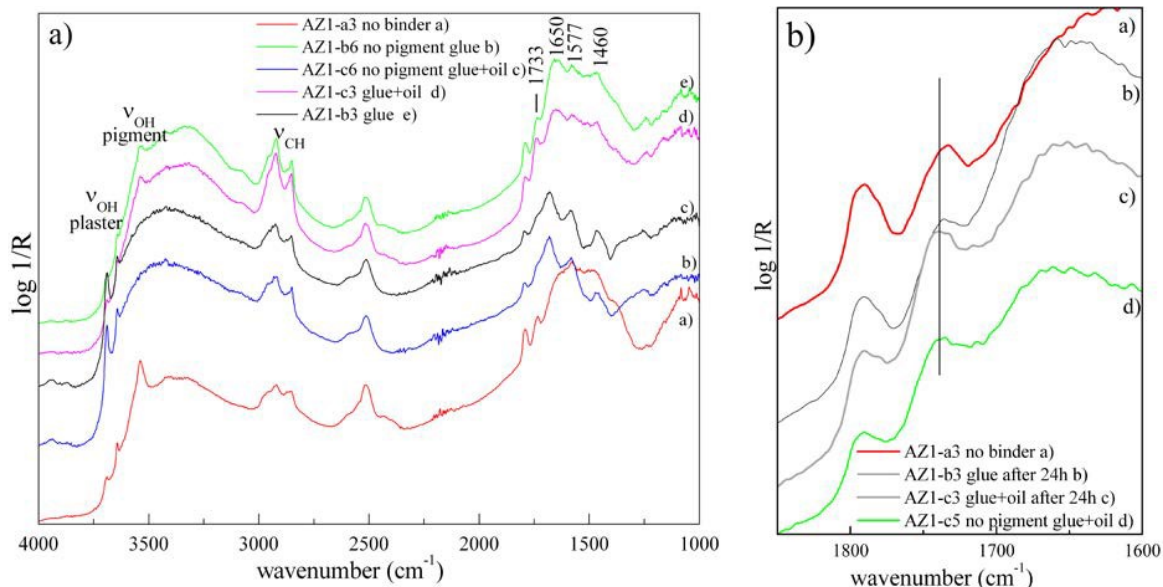 a)
AZ1-a3 no binder a)
AZ1-b6 no pigment glue b)
AZ1-c6 no pigment glue+oil c)
AZ1-c3 glue+oil d)
AZ1-b3 glue e)
1733
1650
1577
1460
νOH
pigment
νOH
plaster
νCH
e)
d)
c)
b)
a)
log 1/R
4000 3500 3000 2500 2000 1500 1000
wavenumber (cm-1)
b)
a)
b)
c)
d)
log 1/R
AZ1-a3 no binder a)
AZ1-b3 glue after 24h b)
AZ1-c3 glue+oil after 24h c)
AZ1-c5 no pigment glue+oil d)
1800 1700 1600
wavenumber (cm-1)